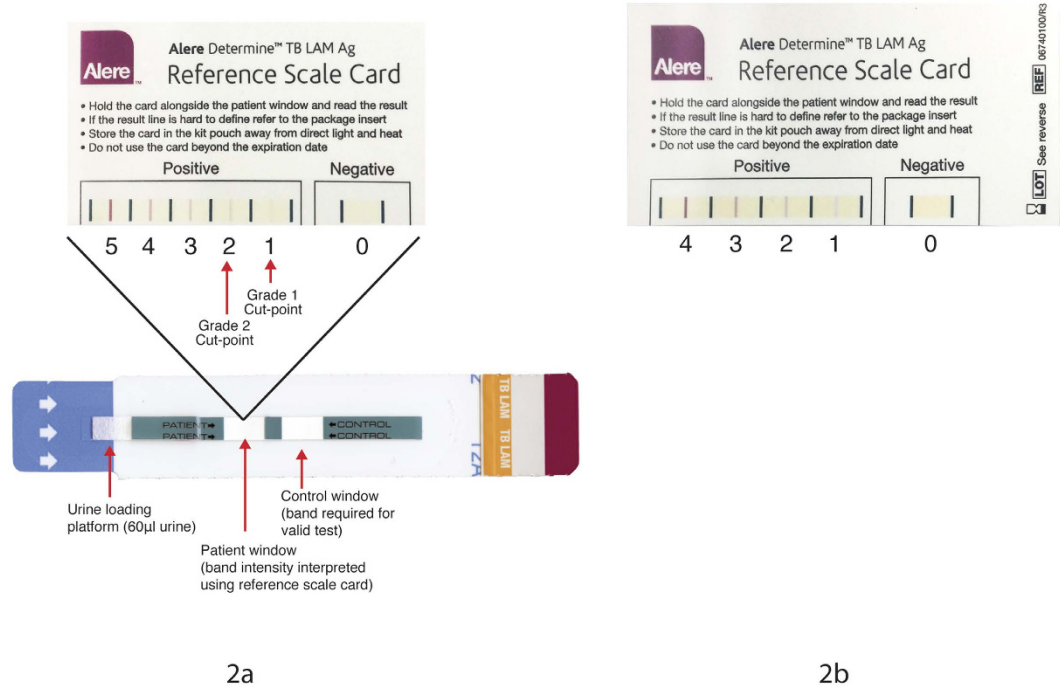 Alere™
Alere Determine™ TB LAM Ag
Reference Scale Card
• Hold the card alongside the patient window and read the result
• If the result line is hard to define refer to the package insert
• Store the card in the kit pouch away from direct light and heat
• Do not use the card beyond the expiration date
Positive Negative
5 4 3 2 1 0
Grade 1
Cut-point
Grade 2
Cut-point
PATIENT➔
PATIENT➔
←CONTROL
←CONTROL
TB LAM TB LAM
Urine loading
platform (60µl urine)
Control window
(band required for
valid test)
Patient window
(band intensity interpreted
using reference scale card)
2a
Alere™
Alere Determine™ TB LAM Ag
Reference Scale Card
• Hold the card alongside the patient window and read the result
• If the result line is hard to define refer to the package insert
• Store the card in the kit pouch away from direct light and heat
• Do not use the card beyond the expiration date
Positive Negative
4 3 2 1 0
LOT See reverse REF 06740100/R3
2b